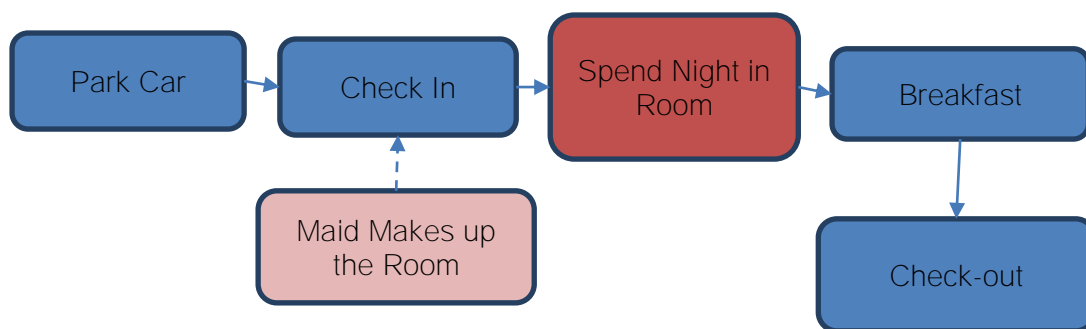 Park Car
Check In
Spend Night in
Room
Breakfast
Maid Makes up
the Room
Check-out